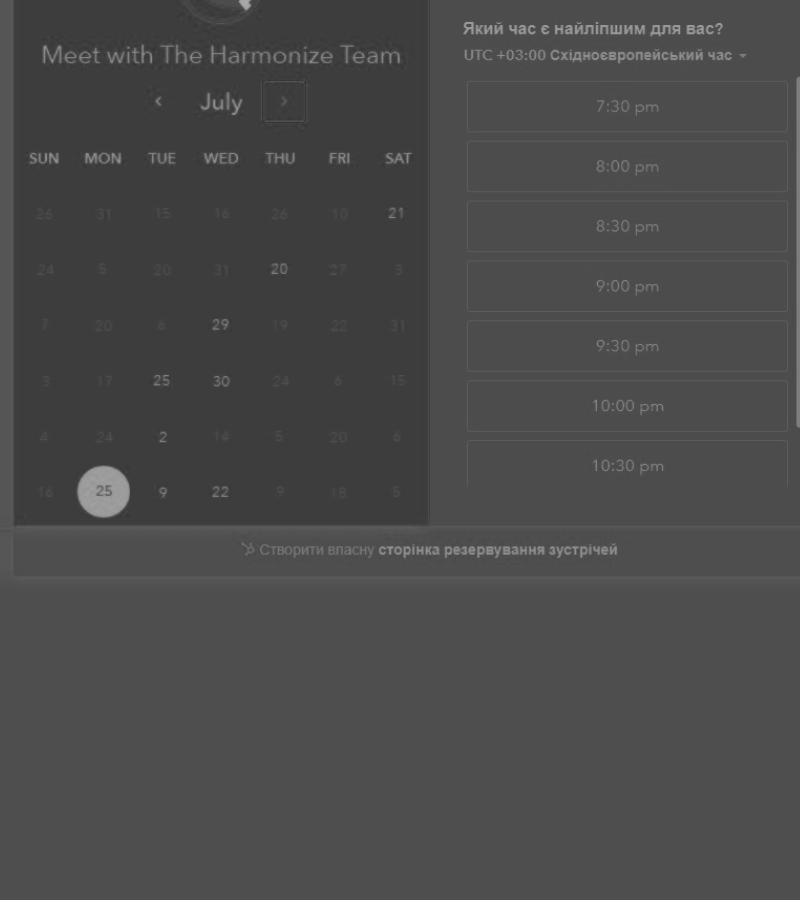 Meet with The Harmonize Team
July
SUN MON TUE WED THU FRI SAT
26 31 15 16 26 10 21
24 5 20 31 20 27 3
7 20 6 29 19 22 31
3 17 25 30 24 6 15
4 24 2 14 5 20 6
16 25 9 22 9 18 5
Який час є найліпшим для вас?
UTC +03:00 Східноєвропейський час
7:30 pm
8:00 pm
8:30 pm
9:00 pm
9:30 pm
10:00 pm
10:30 pm
Створити власну сторінка резервування зустрічей